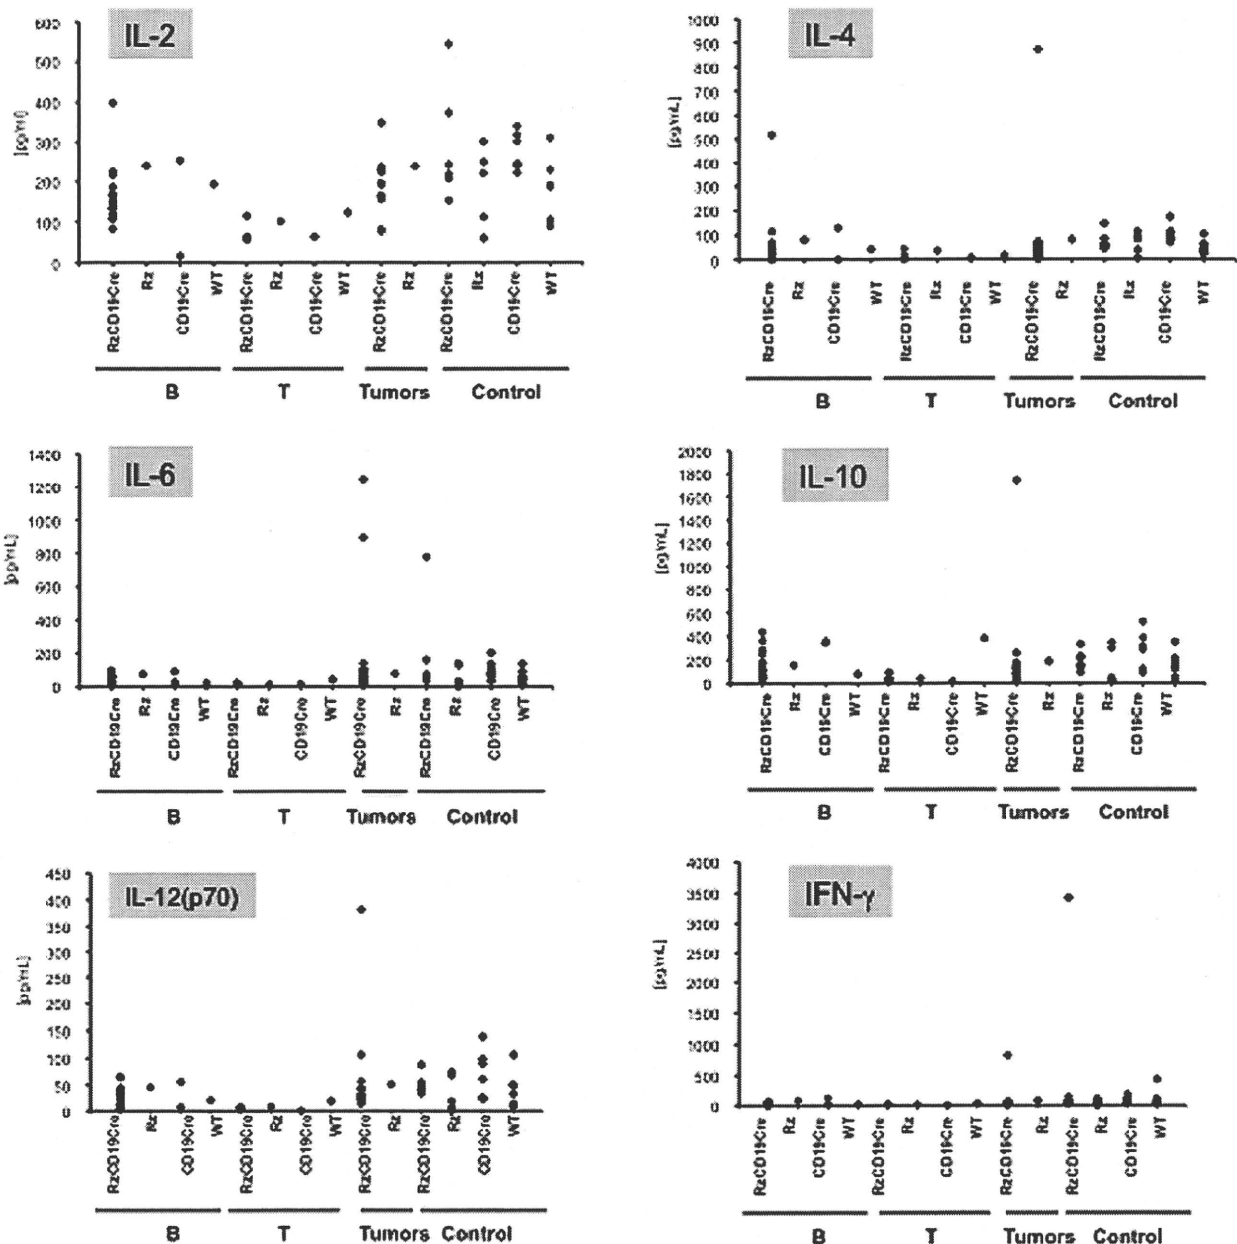 IL-2
600
500
400
300
200
100
0
[pg/ml]
RzCD19Cre Rz CD19Cre WT RzCD19Cre Rz CD19Cre WT RzCD19Cre Rz RzCD19Cre Rz CD19Cre WT
B T Tumors Control
IL-4
1000
900
800
700
600
500
400
300
200
100
0
[pg/mL]
RzCD19Cre Rz CD19Cre WT RzCD19Cre Rz CD19Cre WT RzCD19Cre Rz RzCD19Cre Rz CD19Cre WT
B T Tumors Control
IL-6
1400
1200
1000
800
600
400
200
0
[pg/mL]
RzCD19Cre Rz CD19Cre WT RzCD19Cre Rz CD19Cre WT RzCD19Cre Rz RzCD19Cre Rz CD19Cre WT
B T Tumors Control
IL-10
2000
1800
1600
1400
1200
1000
800
600
400
200
0
[pg/mL]
RzCD19Cre Rz CD19Cre WT RzCD19Cre Rz CD19Cre WT RzCD19Cre Rz RzCD19Cre Rz CD19Cre WT
B T Tumors Control
IL-12(p70)
450
400
350
300
250
200
150
100
50
0
[pg/mL]
RzCD19Cre Rz CD19Cre WT RzCD19Cre Rz CD19Cre WT RzCD19Cre Rz RzCD19Cre Rz CD19Cre WT
B T Tumors Control
IFN-γ
4000
3500
3000
2500
2000
1500
1000
500
0
[pg/mL]
RzCD19Cre Rz CD19Cre WT RzCD19Cre Rz CD19Cre WT RzCD19Cre Rz RzCD19Cre Rz CD19Cre WT
B T Tumors Control